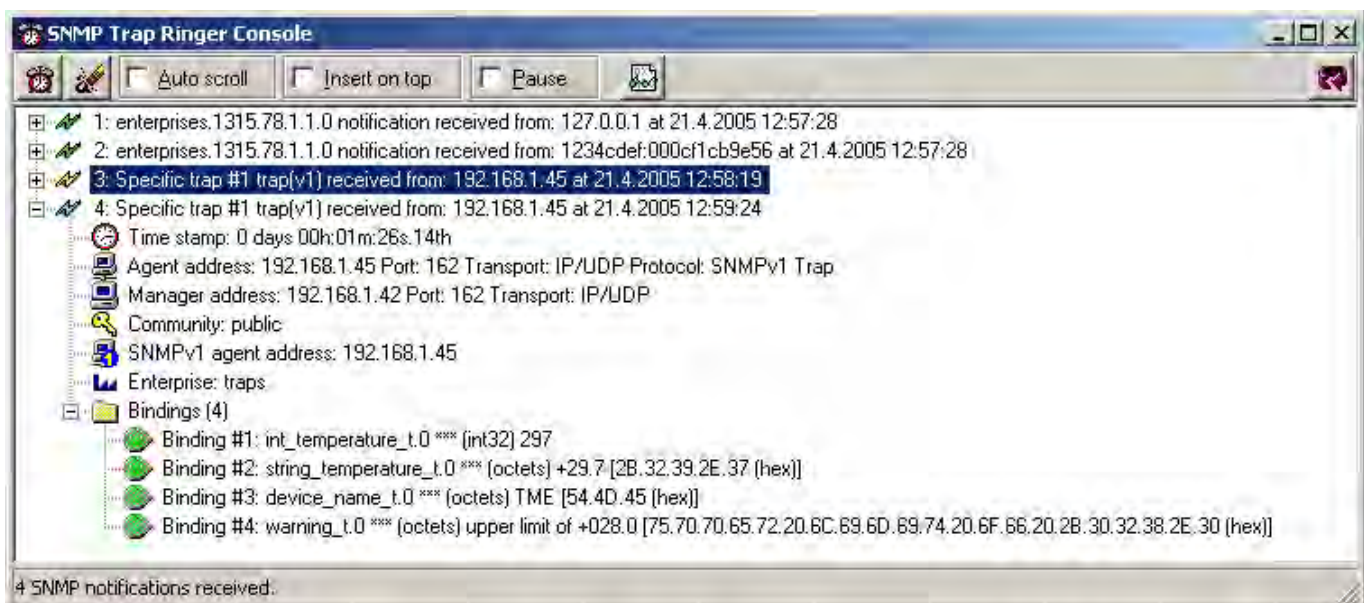 SNMP Trap Ringer Console
Auto scroll Insert on top Pause
1: enterprises.1315.78.1.1.0 notification received from: 127.0.0.1 at 21.4.2005 12:57:28
2: enterprises.1315.78.1.1.0 notification received from: 1234cdef:000cf1cb9e56 at 21.4.2005 12:57:28
3: Specific trap #1 trap(v1) received from: 192.168.1.45 at 21.4.2005 12:58:19
4: Specific trap #1 trap(v1) received from: 192.168.1.45 at 21.4.2005 12:59:24
Time stamp: 0 days 00h:01m:26s.14th
Agent address: 192.168.1.45 Port: 162 Transport: IP/UDP Protocol: SNMPv1 Trap
Manager address: 192.168.1.42 Port: 162 Transport: IP/UDP
Community: public
SNMPv1 agent address: 192.168.1.45
Enterprise: traps
Bindings (4)
Binding #1: int_temperature_t.0 *** (int32) 297
Binding #2: string_temperature_t.0 *** (octets) +29.7 [2B.32.39.2E.37 (hex)]
Binding #3: device_name_t.0 *** (octets) TME [54.4D.45 (hex)]
Binding #4: warning_t.0 *** (octets) upper limit of +028.0 [75.70.70.65.72.20.6C.69.6D.69.74.20.6F.66.20.2B.30.32.38.2E.30 (hex)]
4 SNMP notifications received.